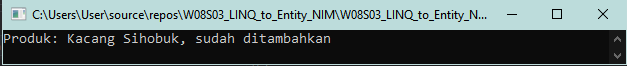 C:\Users\User\source\repos\W08S03_LINQ_to_Entity_NIM\W08S03_LINQ_to_Entity_N...
Produk: Kacang Sihobuk, sudah ditambahkan